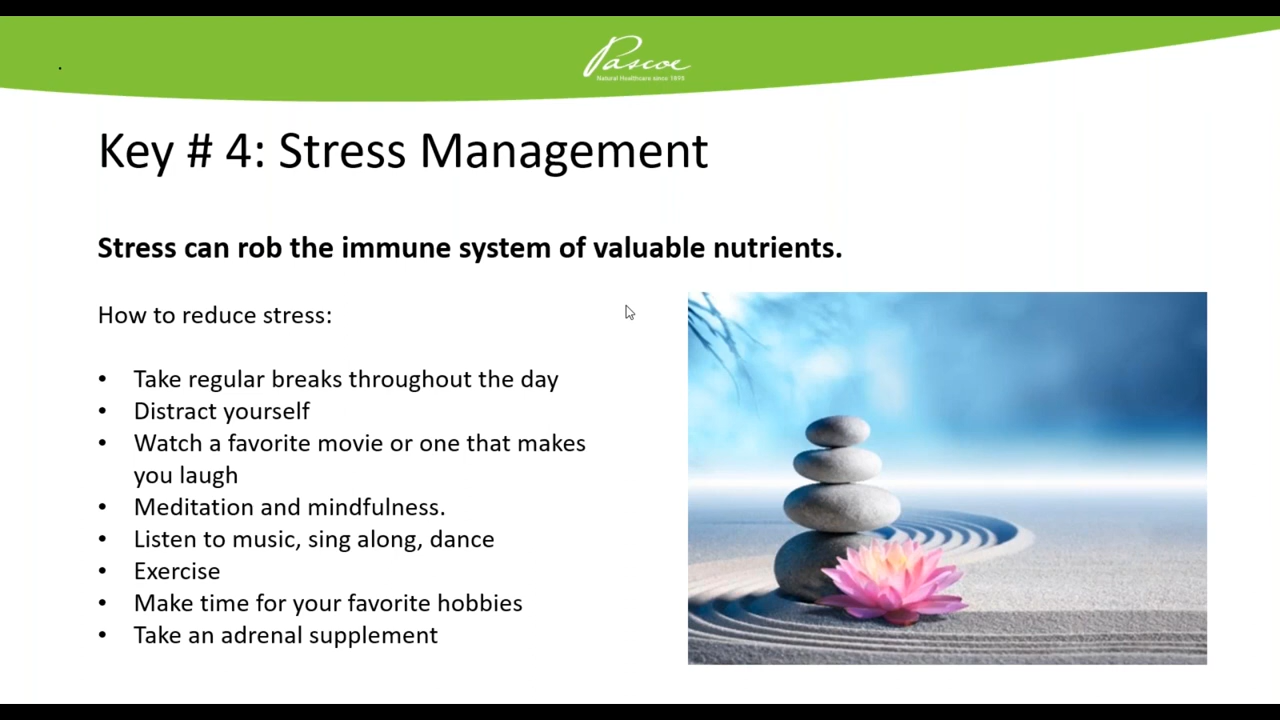 Pascoe
Natural Healthcare since 1895
Key # 4: Stress Management
Stress can rob the immune system of valuable nutrients.
How to reduce stress:
• Take regular breaks throughout the day
• Distract yourself
• Watch a favorite movie or one that makes
you laugh
• Meditation and mindfulness.
• Listen to music, sing along, dance
• Exercise
• Make time for your favorite hobbies
• Take an adrenal supplement